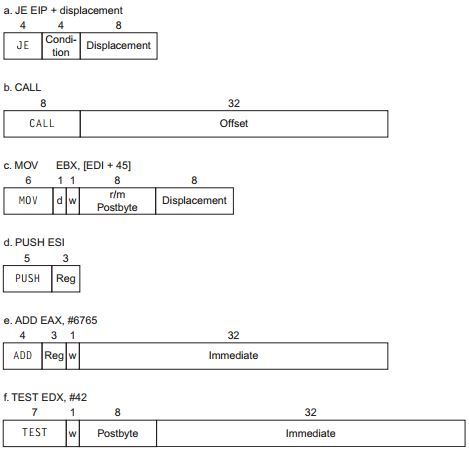 a. JE EIP + displacement
4 4 8
JE Condi-tion Displacement
b. CALL
8 32
CALL Offset
c. MOV EBX, [EDI + 45]
6 1 1 8 8
MOV d w r/m Postbyte Displacement
d. PUSH ESI
5 3
PUSH Reg
e. ADD EAX, #6765
4 3 1 32
ADD Reg w Immediate
f. TEST EDX, #42
7 1 8 32
TEST w Postbyte Immediate